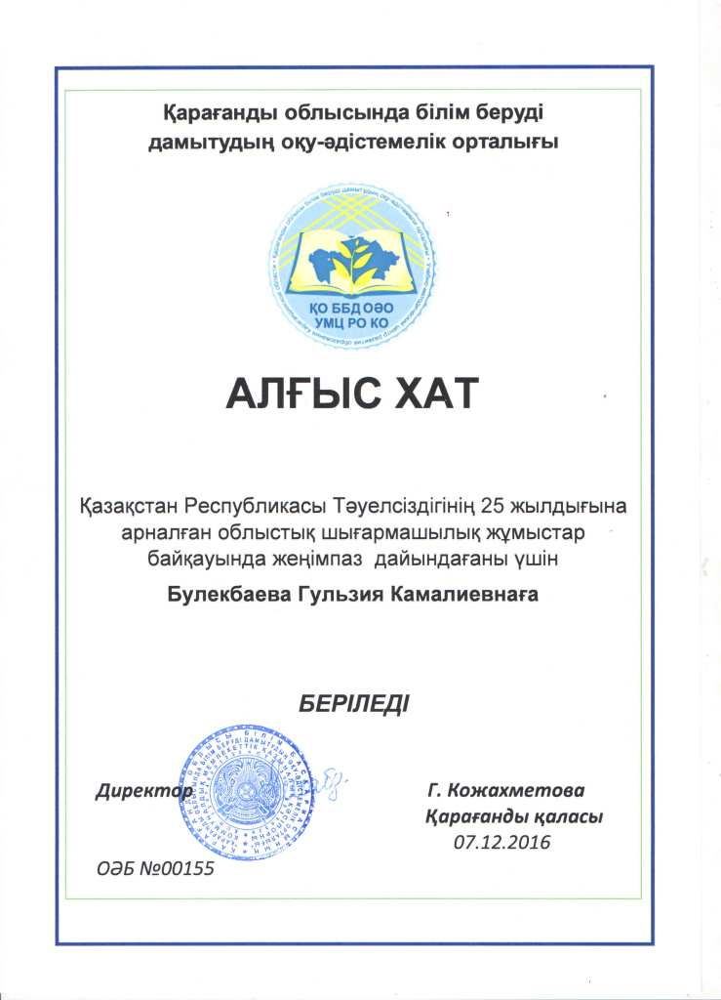 Қарағанды облысында білім беруді
дамытудың оқу-әдістемелік орталығы
ҚО ББД ОӘО
УМЦ РО КО
АЛҒЫС ХАТ
Қазақстан Республикасы Тәуелсіздігінің 25 жылдығына
арналған облыстық шығармашылық жұмыстар
байқауында жеңімпаз дайындағаны үшін
Булекбаева Гульзия Камалиевнаға
БЕРІЛЕДІ
Директор
Г. Кожахметова
Қарағанды қаласы
07.12.2016
ОӘБ №00155